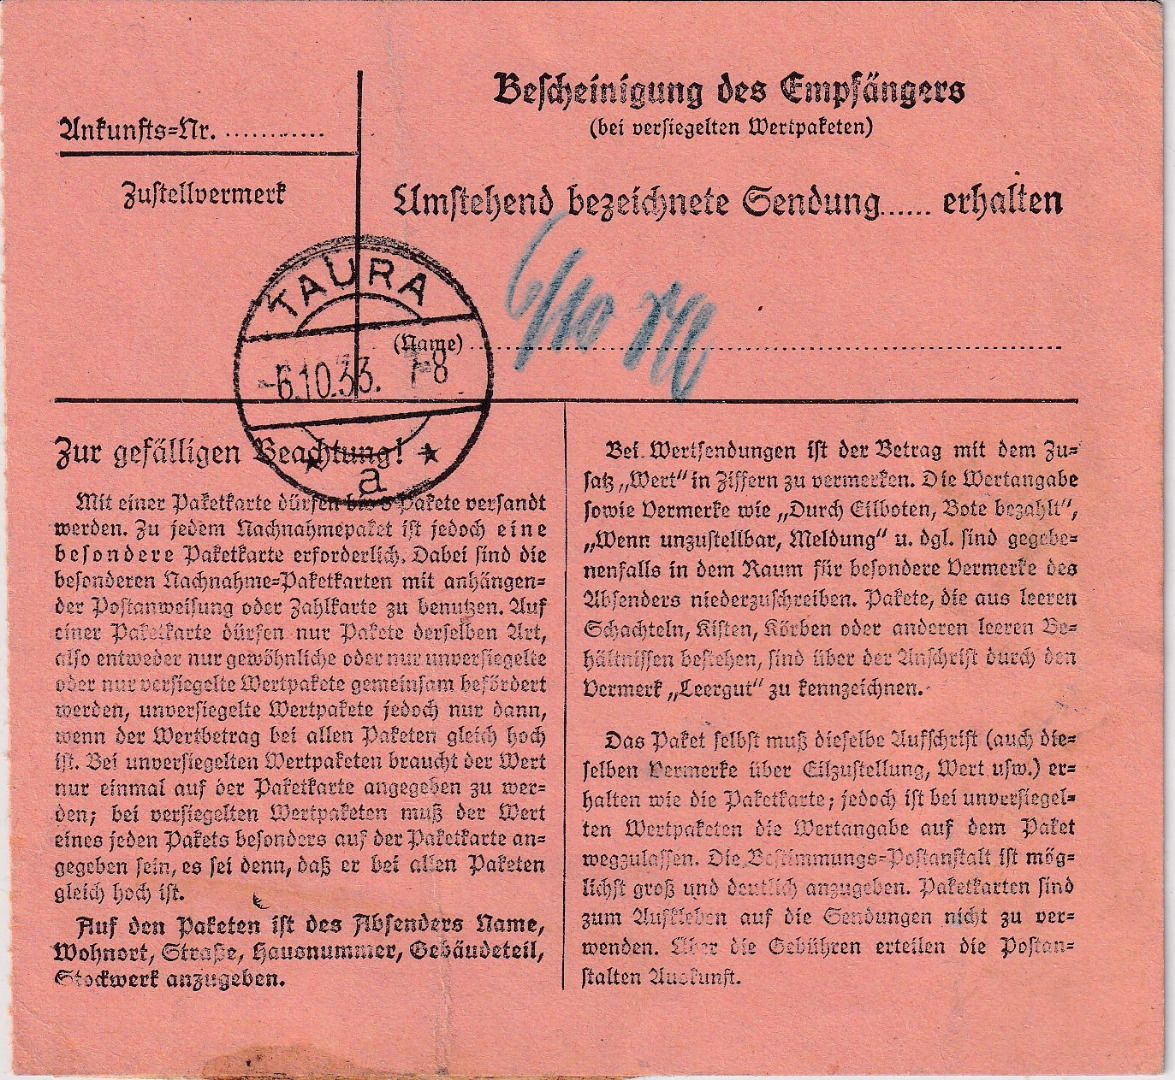 Bescheinigung des Empfängers
(bei versiegelten Wertpaketen)
Ankunfts-Nr. ............
Zustellvermerk
Umstehend bezeichnete Sendung...... erhalten
TAURA
-6.10.33. 7-8
a
(Name)
6/10
Zur gefälligen Beachtung!
Mit einer Paketkarte dürfen bis 3 Pakete versandt
werden. Zu jedem Nachnahmepaket ist jedoch eine
besondere Paketkarte erforderlich. Dabei sind die
besonderen Nachnahme-Paketkarten mit anhängen-
der Postanweisung oder Zahlkarte zu benutzen. Auf
einer Paketkarte dürfen nur Pakete derselben Art,
also entweder nur gewöhnliche oder nur unversiegelte
oder nur versiegelte Wertpakete gemeinsam befördert
werden, unversiegelte Wertpakete jedoch nur dann,
wenn der Wertbetrag bei allen Paketen gleich hoch
ist. Bei unversiegelten Wertpaketen braucht der Wert
nur einmal auf der Paketkarte angegeben zu wer-
den; bei versiegelten Wertpaketen muß der Wert
eines jeden Pakets besonders auf der Paketkarte an-
gegeben sein, es sei denn, daß er bei allen Paketen
gleich hoch ist.
Auf den Paketen ist des Absenders Name,
Wohnort, Straße, Hausnummer, Gebäudeteil,
Stockwerk anzugeben.
Bei Wertsendungen ist der Betrag mit dem Zu-
satz „Wert“ in Ziffern zu vermerken. Die Wertangabe
sowie Vermerke wie „Durch Eilboten, Bote bezahlt“,
„Wenn unzustellbar, Meldung“ u. dgl. sind gegebe-
nenfalls in dem Raum für besondere Vermerke des
Absenders niederzuschreiben. Pakete, die aus leeren
Schachteln, Kisten, Körben oder anderen leeren Be-
hältnissen bestehen, sind über der Anschrift durch den
Vermerk „Leergut“ zu kennzeichnen.
Das Paket selbst muß dieselbe Aufschrift (auch die-
selben Vermerke über Eilzustellung, Wert usw.) er-
halten wie die Paketkarte; jedoch ist bei unversiegel-
ten Wertpaketen die Wertangabe auf dem Paket
wegzulassen. Die Bestimmungs-Postanstalt ist mög-
lichst groß und deutlich anzugeben. Paketkarten sind
zum Aufkleben auf die Sendungen nicht zu ver-
wenden. Über die Gebühren erteilen die Postan-
stalten Auskunft.